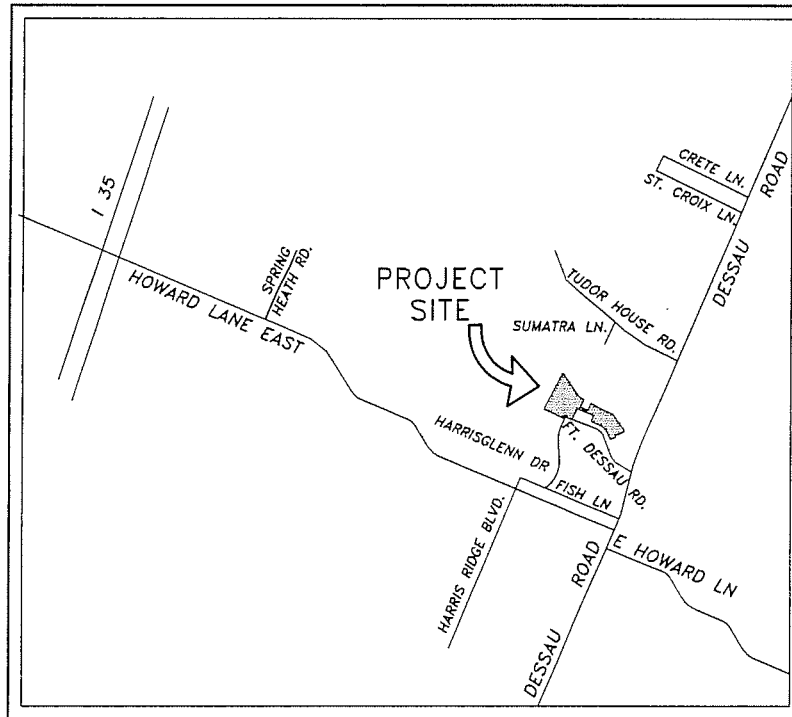 CRETE LN.
ST. CROIX LN.
ROAD
DESSAU
I 35
SPRING
HEATH RD.
HOWARD LANE EAST
PROJECT
SITE
TUDOR HOUSE RD.
SUMATRA LN.
HARRISGLENN DR
FT. DESSAU RD.
FISH LN
HARRIS RIDGE BLVD.
E HOWARD LN
ROAD
DESSAU